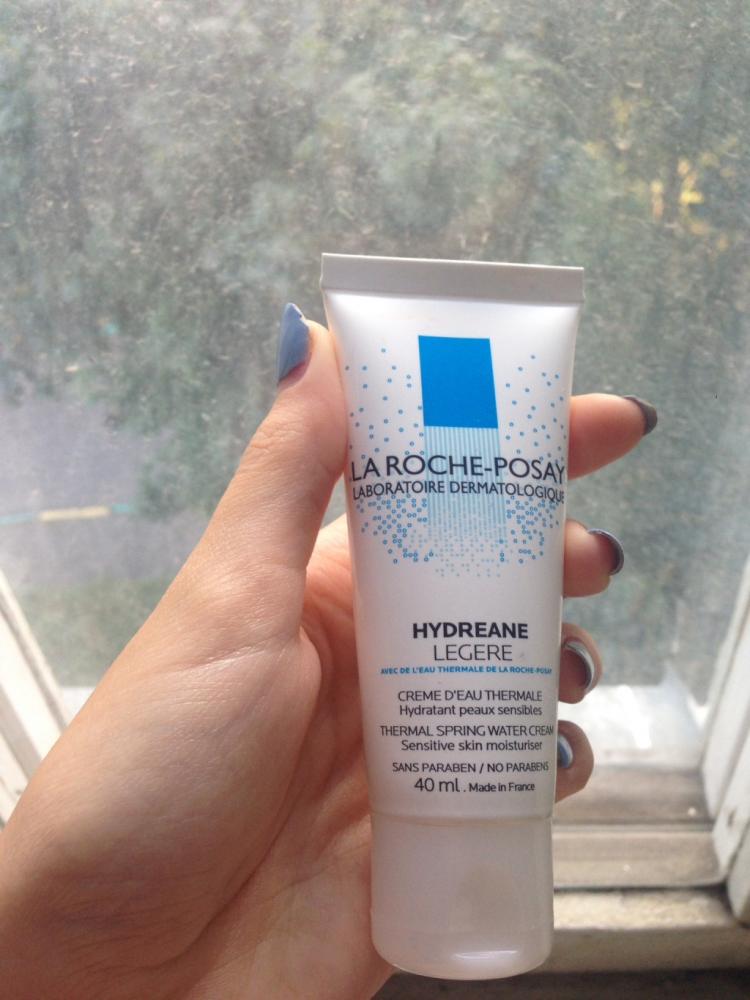 LA ROCHE-POSAY
LABORATOIRE DERMATOLOGIQUE
HYDREANE
LEGERE
AVEC DE L'EAU THERMALE DE LA ROCHE-POSAY
CREME D'EAU THERMALE
Hydratant peaux sensibles
THERMAL SPRING WATER CREAM
Sensitive skin moisturiser
SANS PARABEN / NO PARABENS
40 ml . Made in France